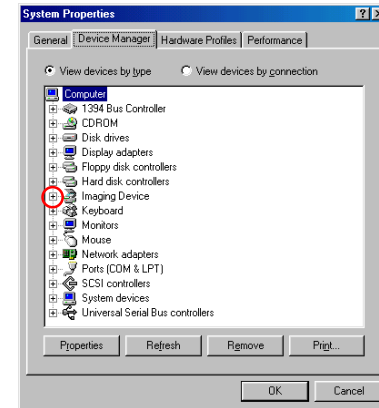 System Properties
General Device Manager Hardware Profiles Performance
View devices by type View devices by connection
Computer
1394 Bus Controller
CDROM
Disk drives
Display adapters
Floppy disk controllers
Hard disk controllers
Imaging Device
Keyboard
Monitors
Mouse
Network adapters
Ports (COM & LPT)
SCSI controllers
System devices
Universal Serial Bus controllers
Properties Refresh Remove Print...
OK Cancel